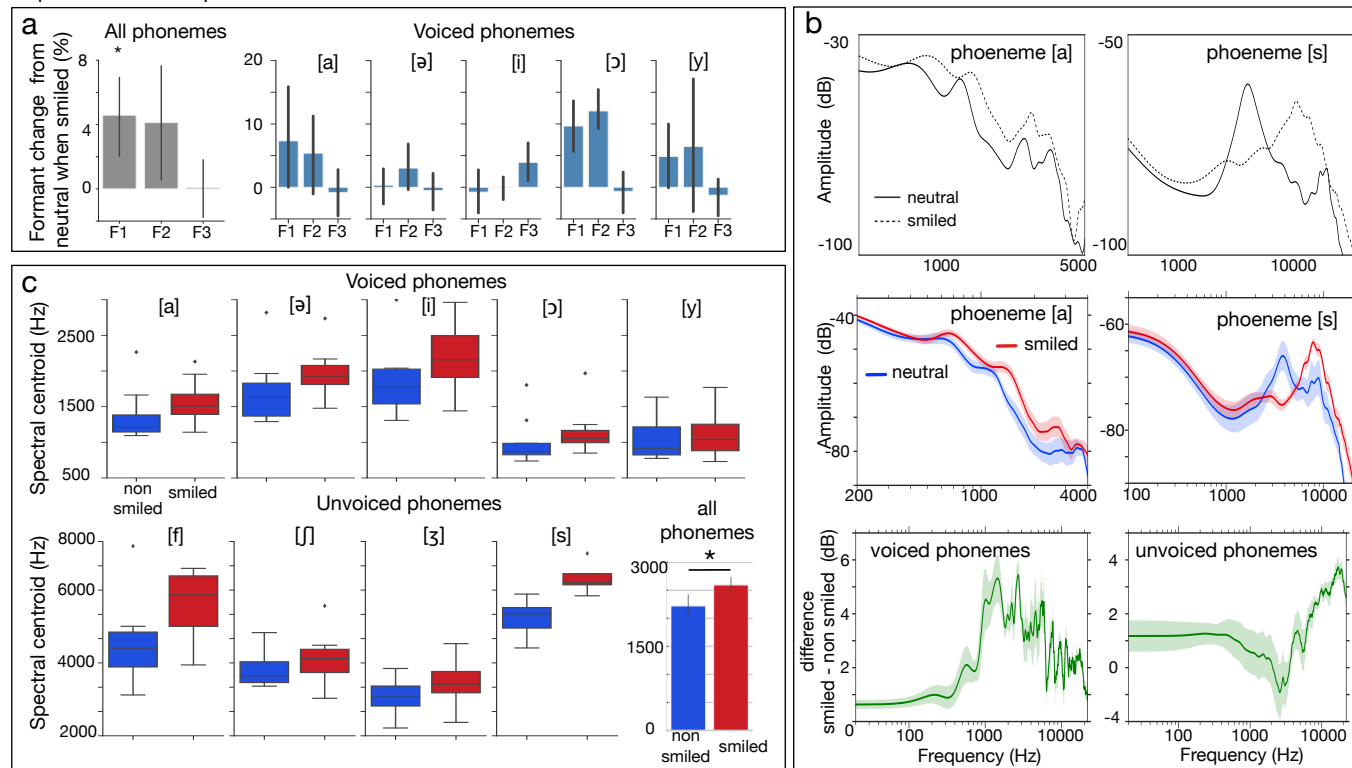 a
All phonemes
Voiced phonemes
Formant change from
neutral when smiled (%)
*
8
4
0
F1
F2
F3
20
10
0
[a]
[ə]
[i]
[ɔ]
[y]
F1 F2 F3
F1 F2 F3
F1 F2 F3
F1 F2 F3
F1 F2 F3
b
-30
phoeneme [a]
Amplitude (dB)
neutral
smiled
-100
1000
5000
-50
phoeneme [s]
-100
1000
10000
-40
phoeneme [a]
smiled
neutral
Amplitude (dB)
-80
200
1000
4000
-60
phoeneme [s]
-80
100
1000
10000
6
voiced phonemes
difference
smiled - non smiled (dB)
4
2
0
100
1000
10000
Frequency (Hz)
6
unvoiced phonemes
4
2
0
-2
-4
100
1000
10000
Frequency (Hz)
c
Voiced phonemes
Spectral centroid (Hz)
[a]
[ə]
[i]
[ɔ]
[y]
2500
1500
500
non
smiled
smiled
Unvoiced phonemes
Spectral centroid (Hz)
[f]
[ʃ]
[ʒ]
[s]
8000
6000
4000
2000
all
phonemes
*
3000
1500
0
non
smiled
smiled